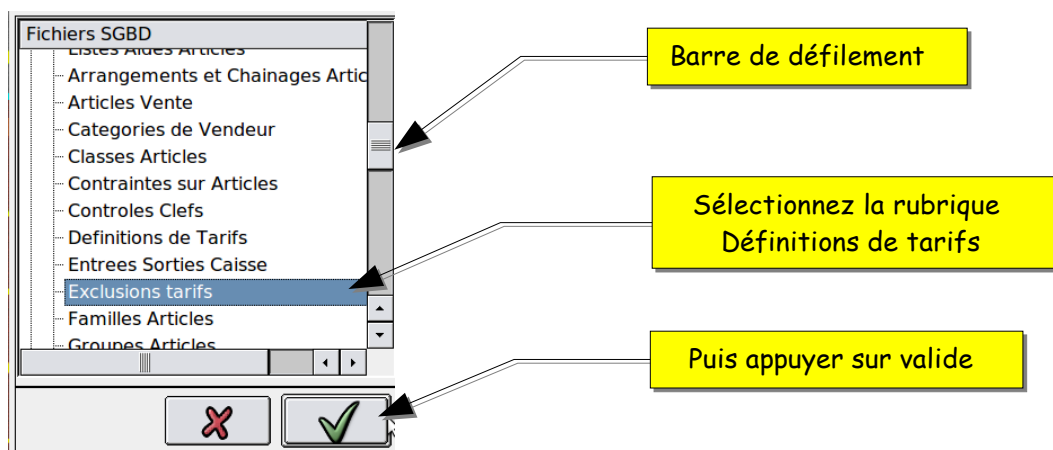 Fichiers SGBD
Listes Aides Articles
Arrangements et Chainages Artic
Articles Vente
Categories de Vendeur
Classes Articles
Contraintes sur Articles
Controles Clefs
Definitions de Tarifs
Entrees Sorties Caisse
Exclusions tarifs
Familles Articles
Groupes Articles
Barre de défilement
Sélectionnez la rubrique
Définitions de tarifs
Puis appuyer sur valide